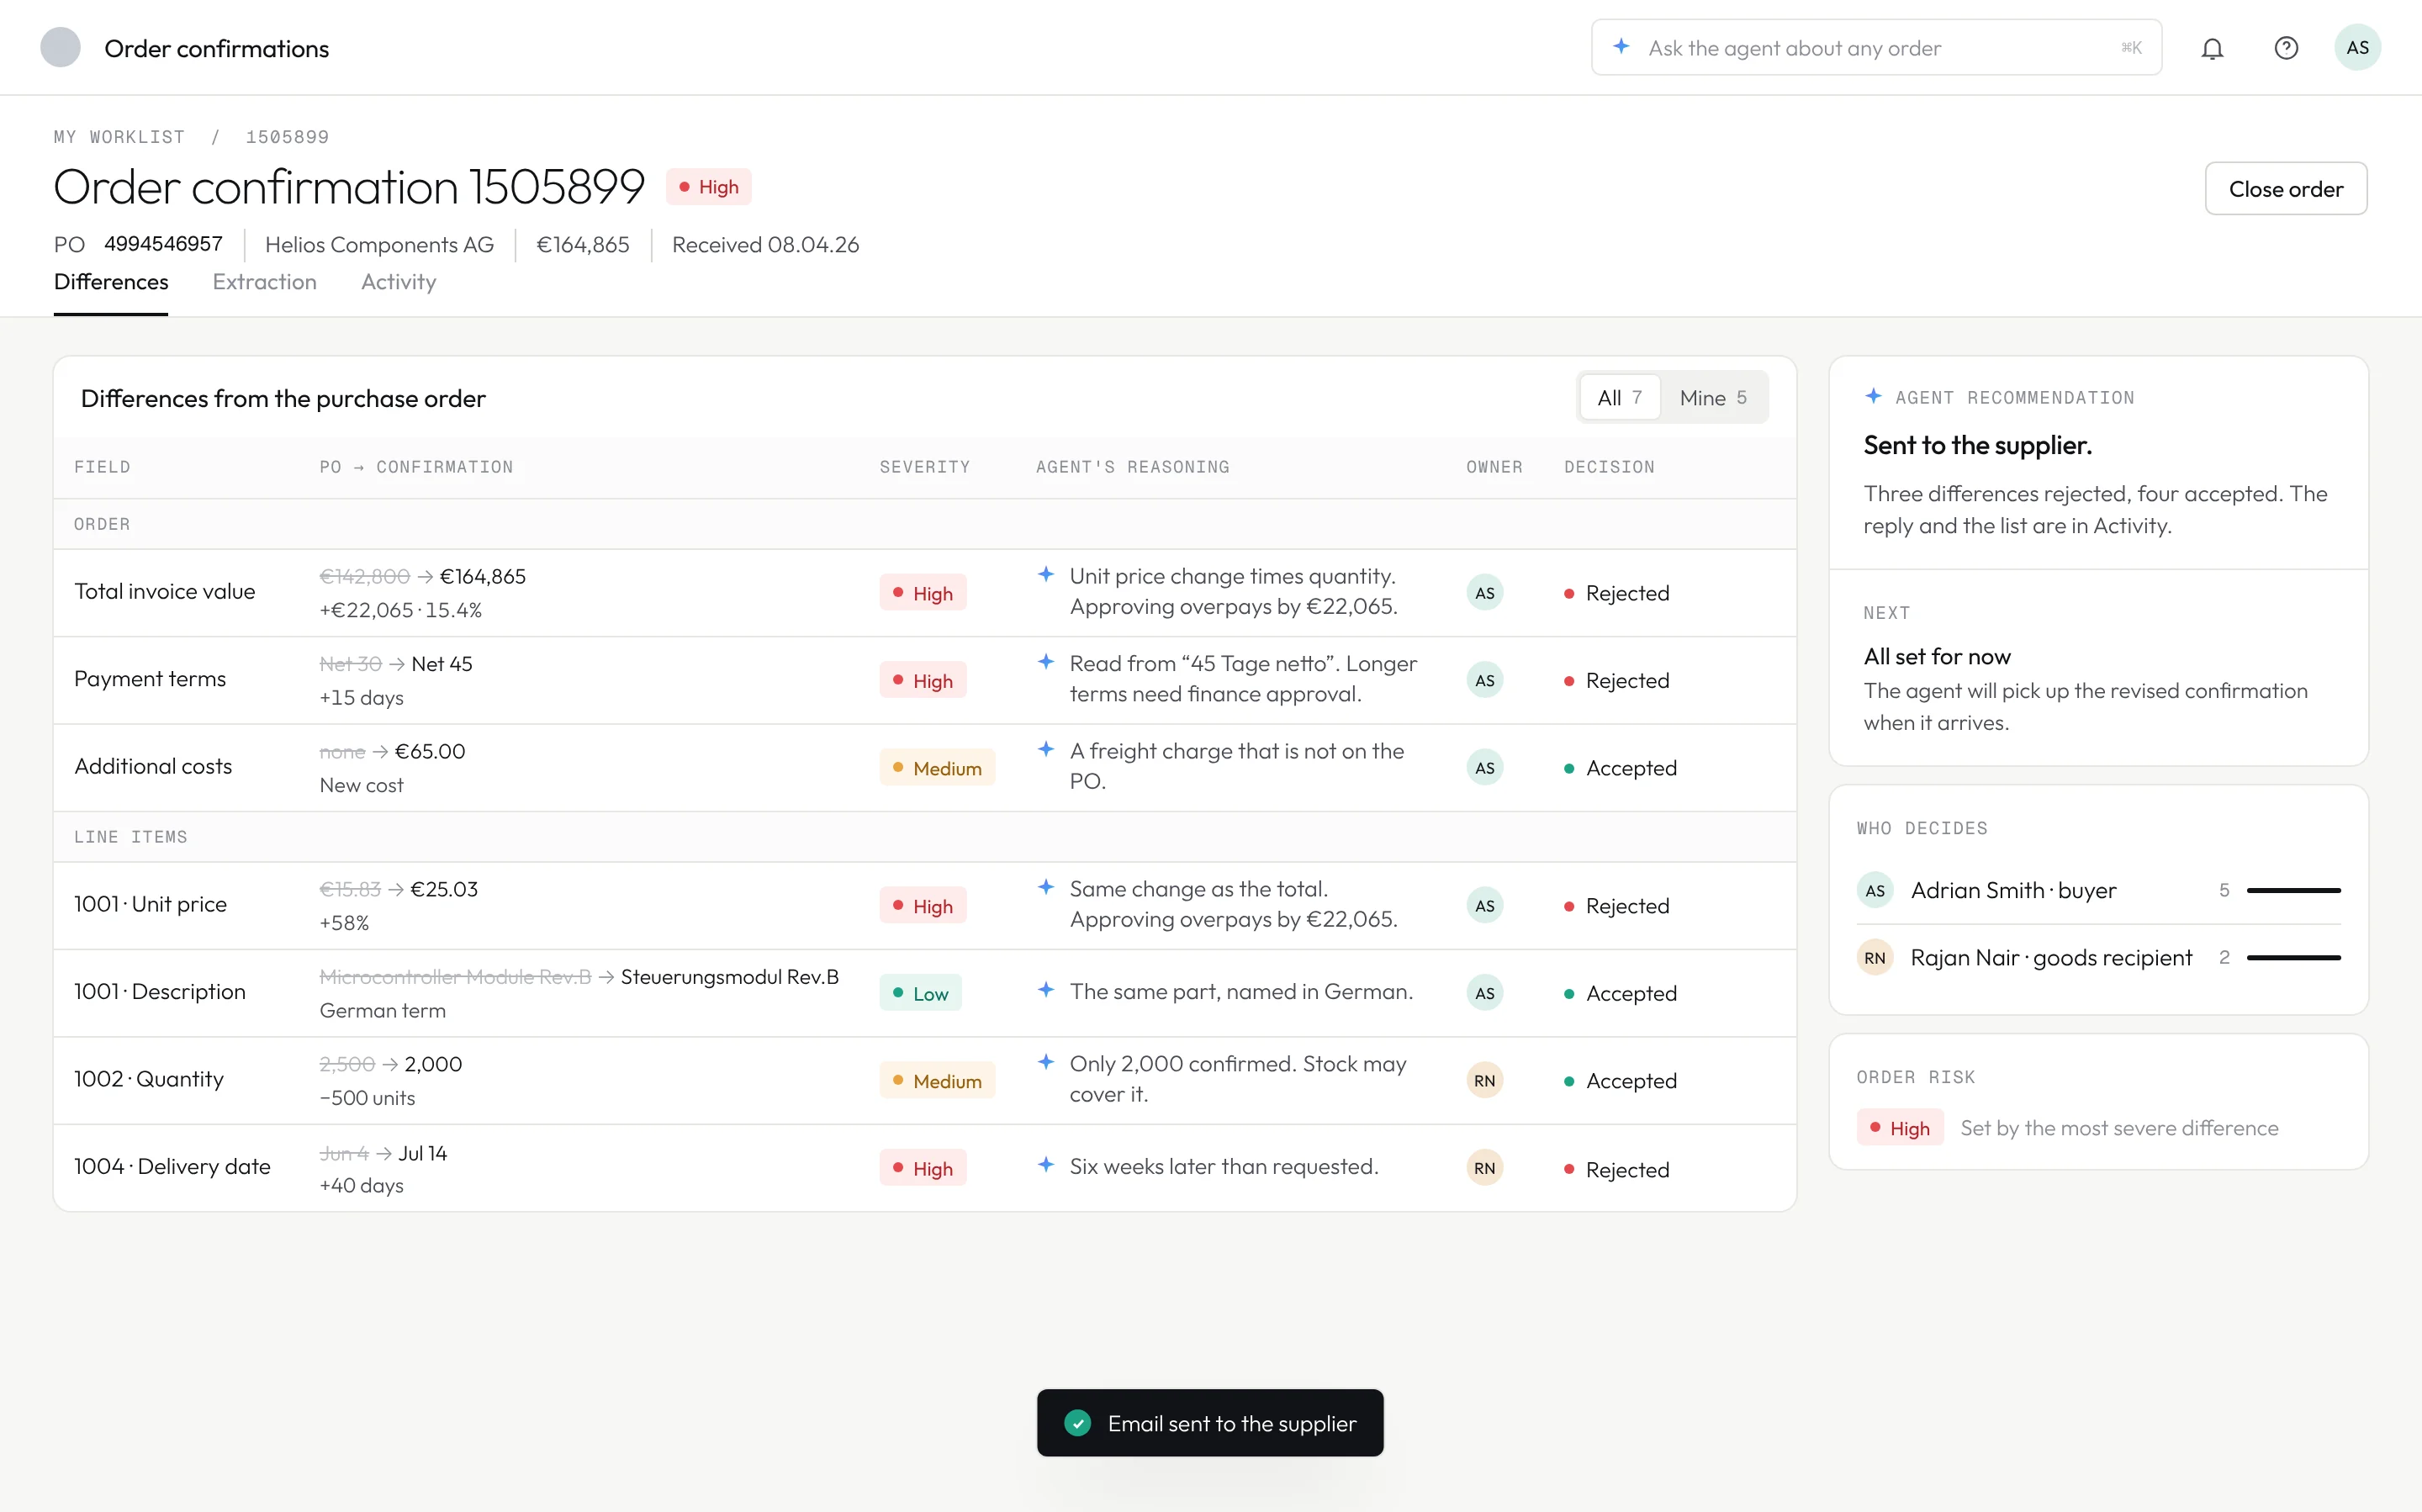 Order confirmations
Ask the agent about any order ⌘K
AS
MY WORKLIST / 1505899
Order confirmation 1505899 High
Close order
PO 4994546957 Helios Components AG €164,865 Received 08.04.26
Differences Extraction Activity
Differences from the purchase order
All 7 Mine 5
FIELD PO → CONFIRMATION SEVERITY AGENT'S REASONING OWNER DECISION
ORDER
Total invoice value
€142,800 → €164,865
+€22,065 · 15.4%
High
Unit price change times quantity.
Approving overpays by €22,065.
AS
Rejected
Payment terms
Net 30 → Net 45
+15 days
High
Read from “45 Tage netto”. Longer
terms need finance approval.
AS
Rejected
Additional costs
none → €65.00
New cost
Medium
A freight charge that is not on the
PO.
AS
Accepted
LINE ITEMS
1001 · Unit price
€15.83 → €25.03
+58%
High
Same change as the total.
Approving overpays by €22,065.
AS
Rejected
1001 · Description
Microcontroller Module Rev.B → Steuerungsmodul Rev.B
German term
Low
The same part, named in German.
AS
Accepted
1002 · Quantity
2,500 → 2,000
−500 units
Medium
Only 2,000 confirmed. Stock may
cover it.
RN
Accepted
1004 · Delivery date
Jun 4 → Jul 14
+40 days
High
Six weeks later than requested.
RN
Rejected
AGENT RECOMMENDATION
Sent to the supplier.
Three differences rejected, four accepted. The
reply and the list are in Activity.
NEXT
All set for now
The agent will pick up the revised confirmation
when it arrives.
WHO DECIDES
AS Adrian Smith · buyer 5
RN Rajan Nair · goods recipient 2
ORDER RISK
High Set by the most severe difference
Email sent to the supplier